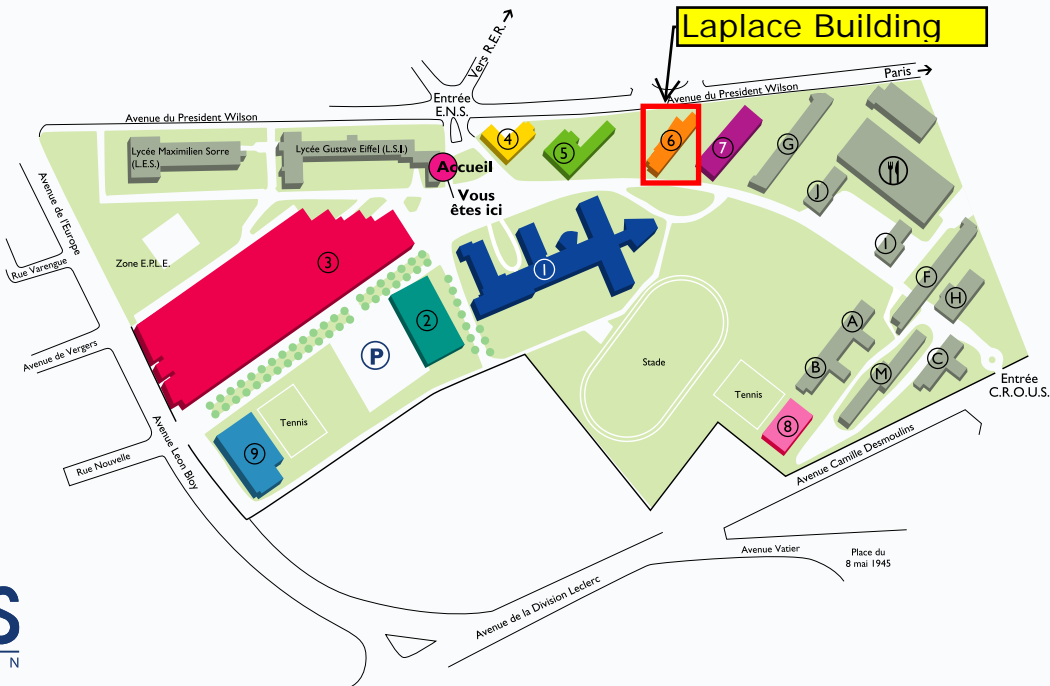 Laplace Building
Vers R.E.R.
Paris
Entrée
E.N.S.
Avenue du President Wilson
Avenue du President Wilson
Lycée Maximilien Sorre
(L.E.S.)
Lycée Gustave Eiffel (L.S.I.)
4
5
6
7
G
Accueil
Vous
êtes ici
J
I
Avenue de l'Europe
Rue Varengue
Zone E.P.L.E.
3
1
F
H
2
A
Avenue de Vergers
P
Stade
B
M
C
Entrée
C.R.O.U.S.
Tennis
Tennis
8
9
Avenue Leon Bloy
Rue Nouvelle
Avenue Camille Desmoulins
Avenue Vatier
Place du
8 mai 1945
Avenue de la Division Leclerc
S
N